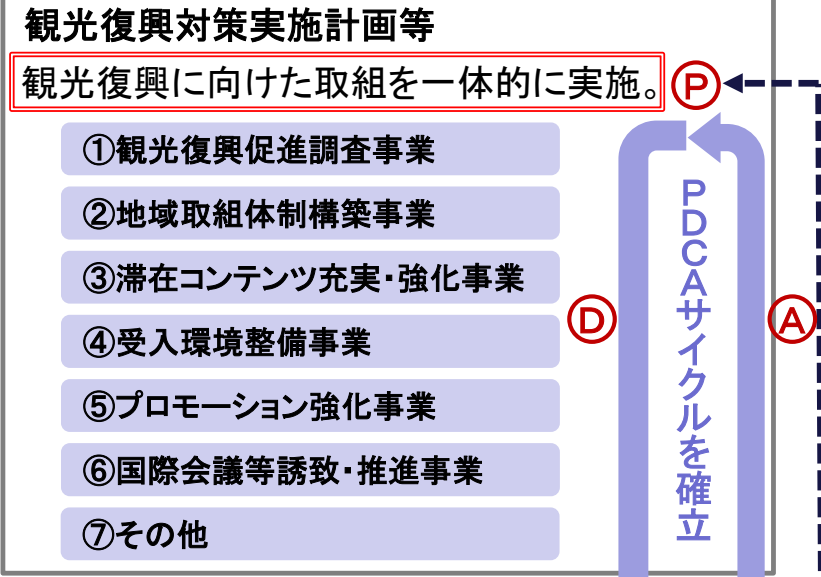 観光復興対策実施計画等
観光復興に向けた取組を一体的に実施。
Ⓟ
①観光復興促進調査事業
②地域取組体制構築事業
③滞在コンテンツ充実・強化事業
④受入環境整備事業
⑤プロモーション強化事業
⑥国際会議等誘致・推進事業
⑦その他
Ⓓ
PDCAサイクルを確立
Ⓐ